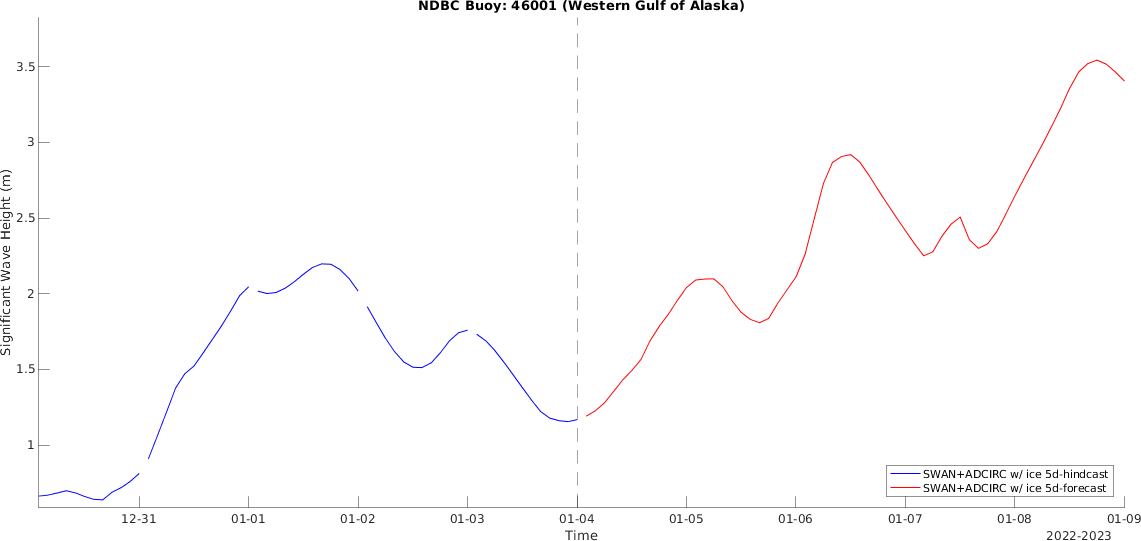 NDBC Buoy: 46001 (Western Gulf of Alaska)
Significant Wave Height (m)
3.5
3
2.5
2
1.5
1
SWAN+ADCIRC w/ ice 5d-hindcast
SWAN+ADCIRC w/ ice 5d-forecast
12-31 01-01 01-02 01-03 01-04 01-05 01-06 01-07 01-08 01-09
Time
2022-2023